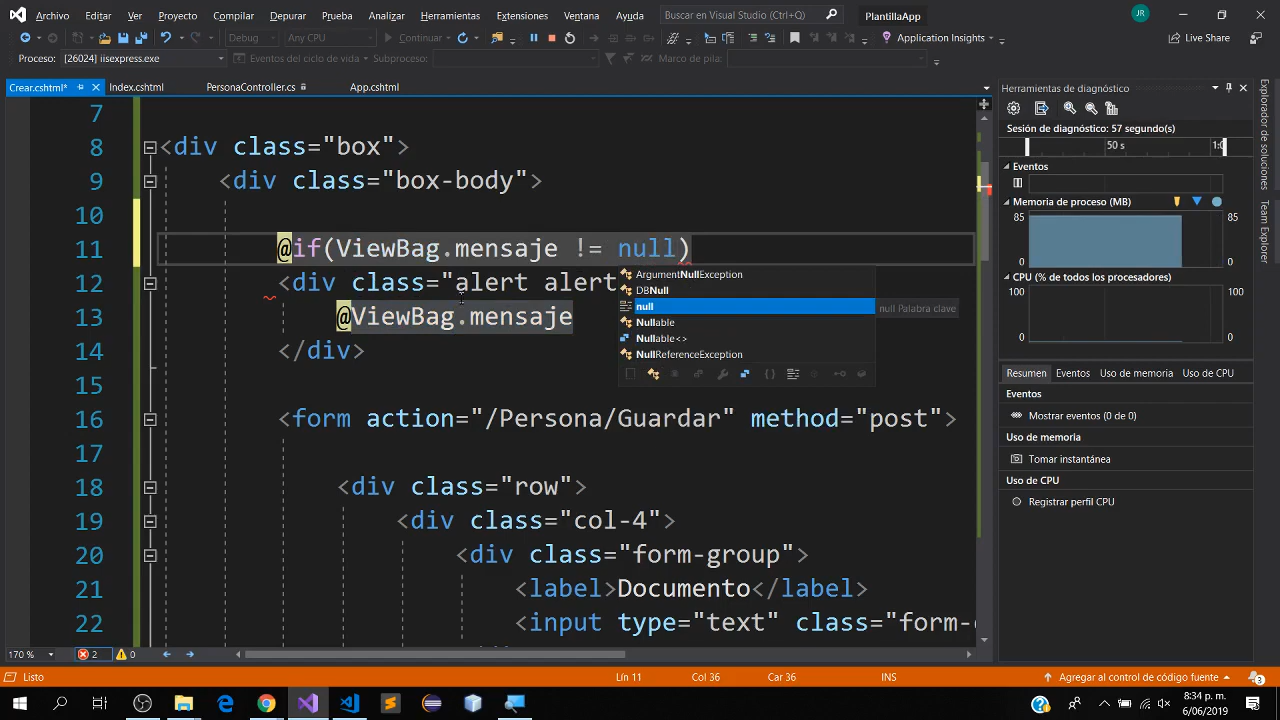 Archivo Editar Ver Proyecto Compilar Depurar Prueba Analizar Herramientas Extensiones Ventana Ayuda Buscar en Visual Studio (Ctrl+Q) PlantillaApp JR
Debug Any CPU Continuar Application Insights Live Share
Proceso: [26024] iisexpress.exe Eventos del ciclo de vida Subproceso: Marco de pila:
Crear.cshtml* Index.cshtml PersonaController.cs App.cshtml
7
8 <div class="box">
9 <div class="box-body">
10
11 @if(ViewBag.mensaje != null)
12 <div class="alert alert
13 @ViewBag.mensaje
14 </div>
15
16 <form action="/Persona/Guardar" method="post">
17
18 <div class="row">
19 <div class="col-4">
20 <div class="form-group">
21 <label>Documento</label>
22 <input type="text" class="form-
ArgumentNullException
DBNull
null
null Palabra clave
Nullable
Nullable<>
NullReferenceException
Herramientas de diagnóstico
Sesión de diagnóstico: 57 segundo(s)
50 s 1:0
Eventos
Memoria de proceso (MB)
85 85
0 0
CPU (% de todos los procesadores)
100 100
0 0
Resumen Eventos Uso de memoria Uso de CPU
Eventos
Mostrar eventos (0 de 0)
Uso de memoria
Tomar instantánea
Uso de CPU
Registrar perfil CPU
Explorador de soluciones
Team Explorer
170 % 2 0
Listo Lín 11 Col 36 Car 36 INS Agregar al control de código fuente 3
8:34 p. m.
6/06/2019